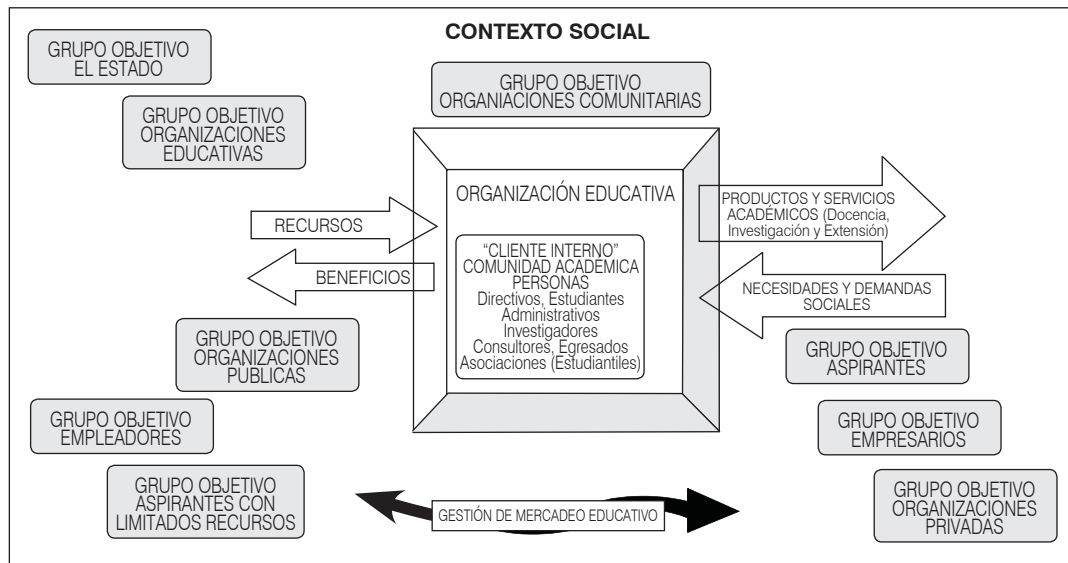 CONTEXTO SOCIAL
GRUPO OBJETIVO
EL ESTADO
GRUPO OBJETIVO
ORGANIZACIONES
EDUCATIVAS
GRUPO OBJETIVO
ORGANIACIONES COMUNITARIAS
ORGANIZACIÓN EDUCATIVA
RECURSOS
BENEFICIOS
"CLIENTE INTERNO"
COMUNIDAD ACADÉMICA
PERSONAS
Directivos, Estudiantes
Administrativos
Investigadores
Consultores, Egresados
Asociaciones (Estudiantiles)
PRODUCTOS Y SERVICIOS
ACADÉMICOS (Docencia,
Investigación y Extensión)
NECESIDADES Y DEMANDAS
SOCIALES
GRUPO OBJETIVO
ORGANIZACIONES
PÚBLICAS
GRUPO OBJETIVO
ASPIRANTES
GRUPO OBJETIVO
EMPLEADORES
GRUPO OBJETIVO
EMPRESARIOS
GRUPO OBJETIVO
ASPIRANTES CON
LIMITADOS RECURSOS
GESTIÓN DE MERCADEO EDUCATIVO
GRUPO OBJETIVO
ORGANIZACIONES
PRIVADAS